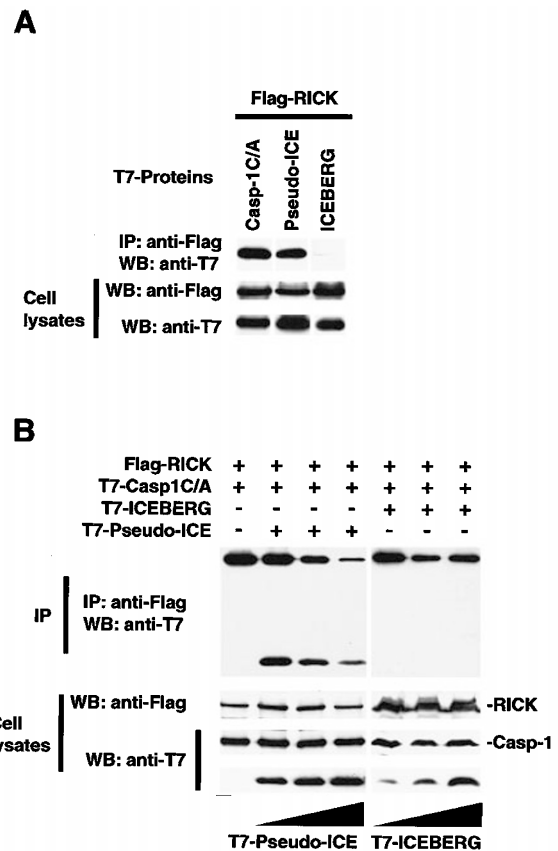 A
Flag-RICK
T7-Proteins
Casp-1C/A
Pseudo-ICE
ICEBERG
IP: anti-Flag
WB: anti-T7
Cell
lysates
WB: anti-Flag
WB: anti-T7
B
Flag-RICK + + + + + + +
T7-Casp1C/A + + + + + + +
T7-ICEBERG - - - - + + +
T7-Pseudo-ICE - + + + - - -
IP
IP: anti-Flag
WB: anti-T7
Cell
lysates
WB: anti-Flag
WB: anti-T7
-RICK
-Casp-1
T7-Pseudo-ICE T7-ICEBERG